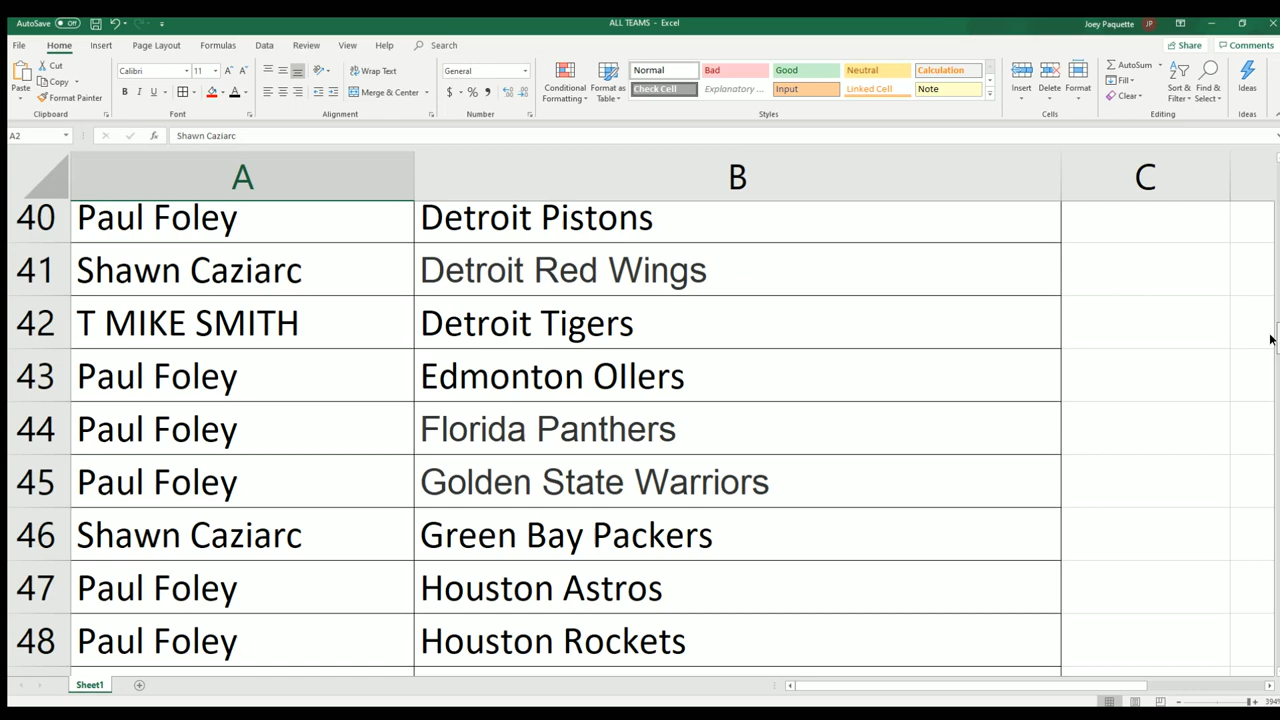 AutoSave Off
ALL TEAMS - Excel
Joey Paquette JP
File Home Insert Page Layout Formulas Data Review View Help Search
Share Comments
Paste
Cut
Copy
Format Painter
Clipboard
Calibri 11
B I U
Font
Wrap Text
Merge & Center
Alignment
General
$ % ,
Number
Conditional Formatting
Format as Table
Normal Bad Good Neutral Calculation
Check Cell Explanatory ... Input Linked Cell Note
Styles
Insert Delete Format
Cells
AutoSum
Fill
Clear
Sort & Filter
Find & Select
Editing
Ideas
Ideas
A2 fx Shawn Caziarc
A B C
40 Paul Foley Detroit Pistons
41 Shawn Caziarc Detroit Red Wings
42 T MIKE SMITH Detroit Tigers
43 Paul Foley Edmonton OIlers
44 Paul Foley Florida Panthers
45 Paul Foley Golden State Warriors
46 Shawn Caziarc Green Bay Packers
47 Paul Foley Houston Astros
48 Paul Foley Houston Rockets
Sheet1
394%